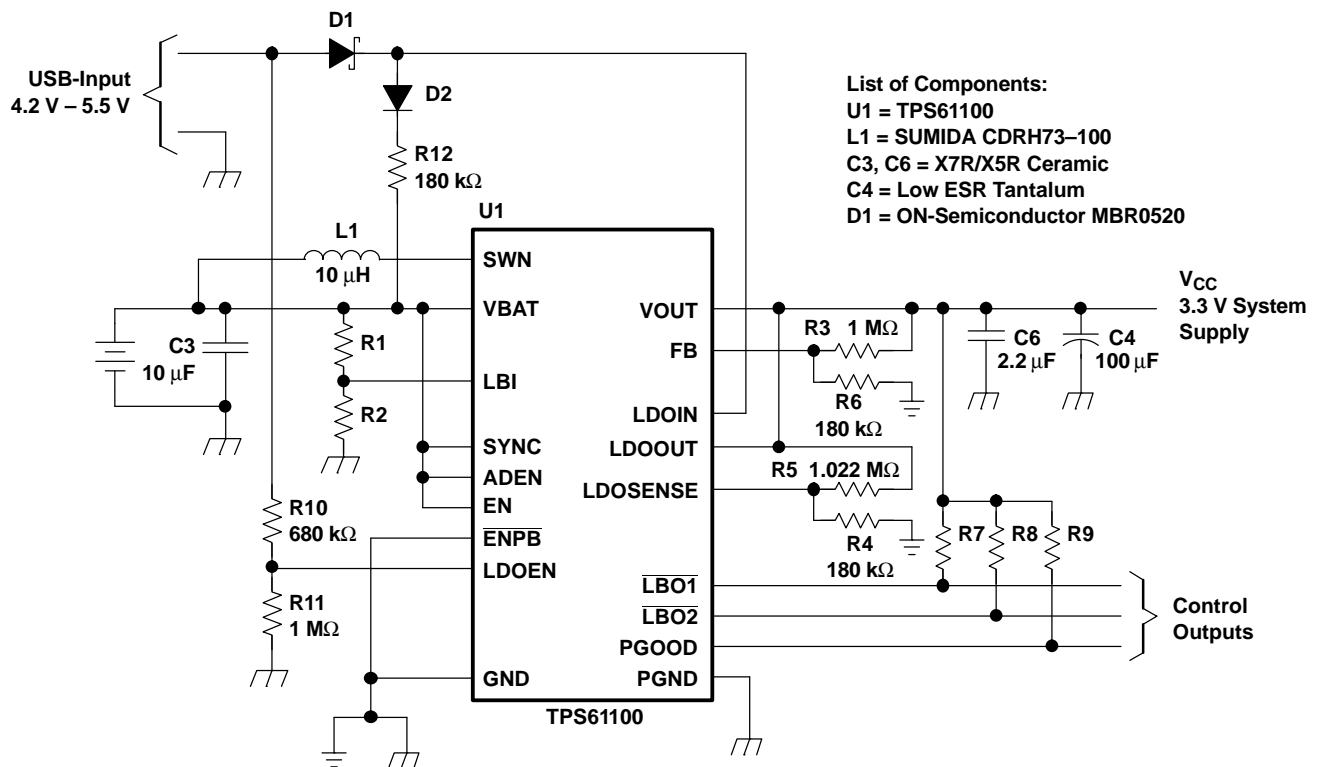 D1
USB-Input
4.2 V – 5.5 V
D2
R12
180 kΩ
List of Components:
U1 = TPS61100
L1 = SUMIDA CDRH73–100
C3, C6 = X7R/X5R Ceramic
C4 = Low ESR Tantalum
D1 = ON-Semiconductor MBR0520
U1
L1
10 μH
SWN
VBAT
C3
10 μF
R1
LBI
R2
SYNC
ADEN
EN
R10
680 kΩ
ENPB
LDOEN
R11
1 MΩ
GND
VOUT
FB
LDOIN
LDOOUT
LDOSENSE
LBO1
LBO2
PGOOD
PGND
TPS61100
R3 1 MΩ
R6
180 kΩ
R5 1.022 MΩ
R4
180 kΩ
C6
2.2 μF
C4
100 μF
VCC
3.3 V System
Supply
R7
R8
R9
Control
Outputs